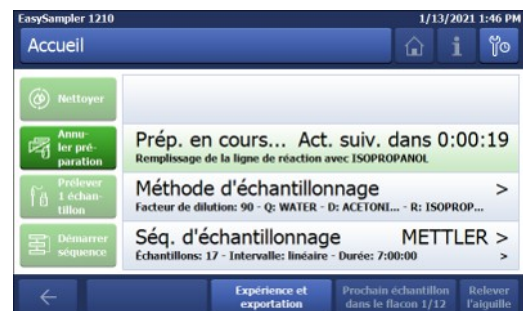 EasySampler 1210 1/13/2021 1:46 PM
Accueil
Nettoyer
Annu-
ler pré-
paration
Prép. en cours... Act. suiv. dans 0:00:19
Remplissage de la ligne de réaction avec ISOPROPANOL
Prélever
1 échan-
tillon
Méthode d'échantillonnage >
Facteur de dilution: 90 - Q: WATER - D: ACETONI... - R: ISOPROP...
Démarrer
séquence
Séq. d'échantillonnage METTLER >
Échantillons: 17 - Intervalle: linéaire - Durée: 7:00:00 >
Expérience et
exportation
Prochain échantillon
dans le flacon 1/12
Relever
l'aiguille